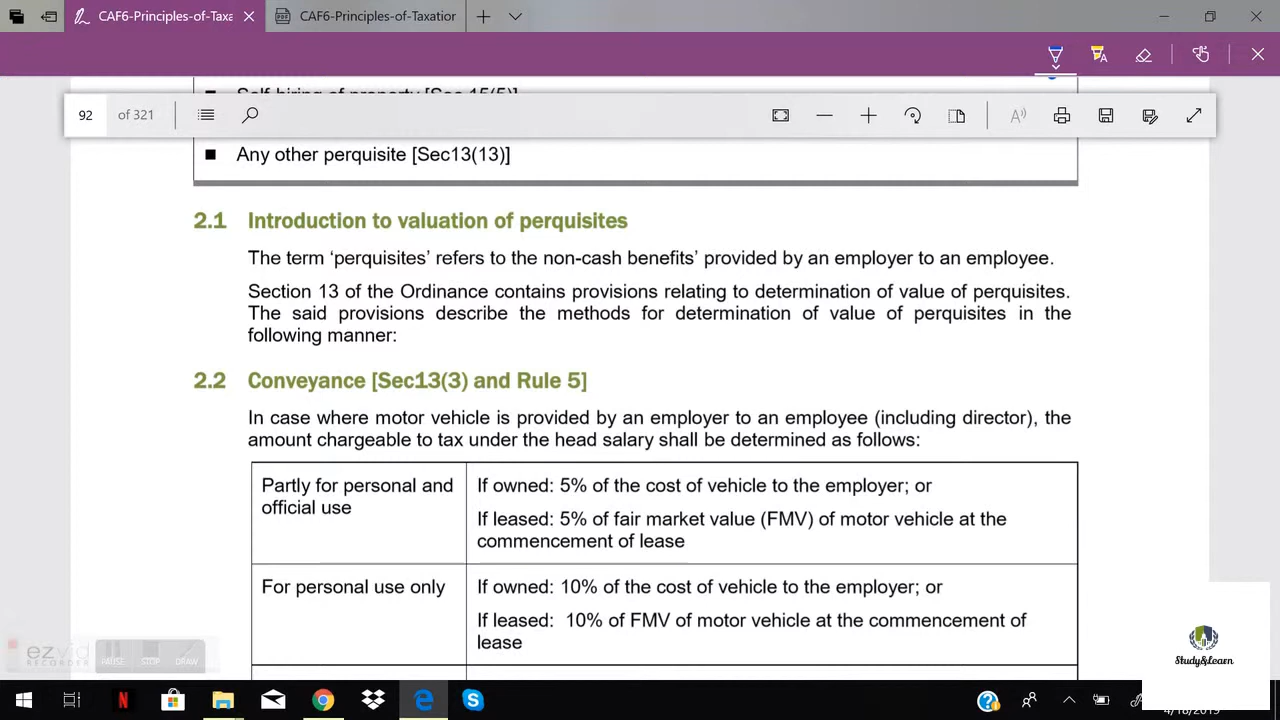 CAF6-Principles-of-Taxation
CAF6-Principles-of-Taxation
92 of 321
■ Any other perquisite [Sec13(13)]
2.1 Introduction to valuation of perquisites
The term ‘perquisites’ refers to the non-cash benefits’ provided by an employer to an employee.
Section 13 of the Ordinance contains provisions relating to determination of value of perquisites.
The said provisions describe the methods for determination of value of perquisites in the
following manner:
2.2 Conveyance [Sec13(3) and Rule 5]
In case where motor vehicle is provided by an employer to an employee (including director), the
amount chargeable to tax under the head salary shall be determined as follows:
Partly for personal and
official use
If owned: 5% of the cost of vehicle to the employer; or
If leased: 5% of fair market value (FMV) of motor vehicle at the
commencement of lease
For personal use only
If owned: 10% of the cost of vehicle to the employer; or
If leased: 10% of FMV of motor vehicle at the commencement of
lease
ezvid
RECORDER
PAUSE STOP DRAW
Study&Learn